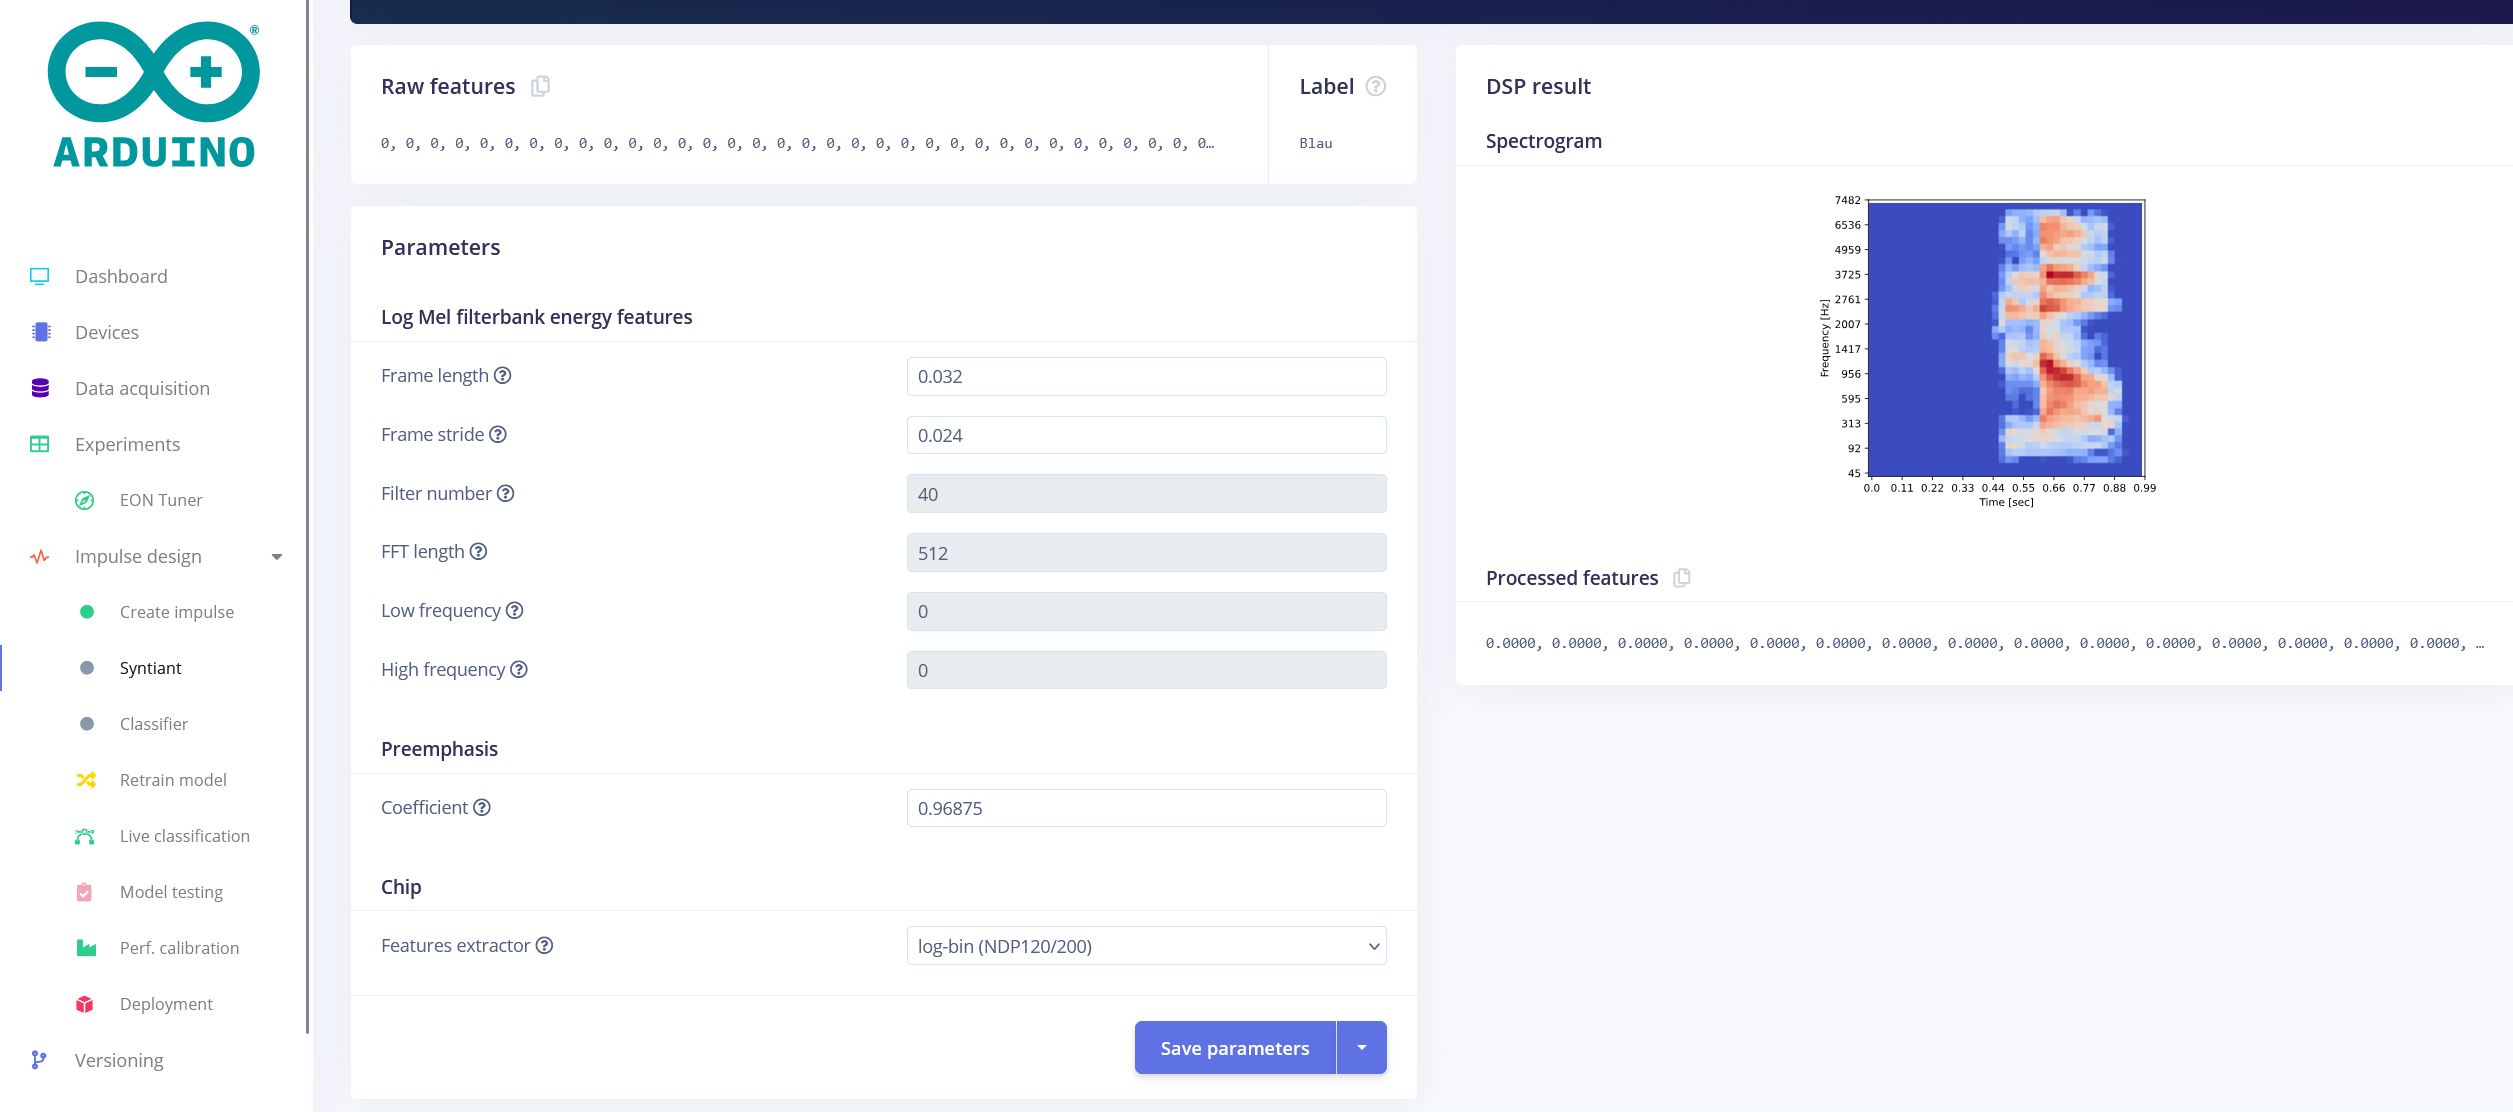 ARDUINO
®
Dashboard
Devices
Data acquisition
Experiments
EON Tuner
Impulse design
Create impulse
Syntiant
Classifier
Retrain model
Live classification
Model testing
Perf. calibration
Deployment
Versioning
Raw features
0, 0, 0, 0, 0, 0, 0, 0, 0, 0, 0, 0, 0, 0, 0, 0, 0, 0, 0, 0, 0, 0, 0, 0, 0, 0, 0, 0, 0, 0, 0, 0, 0, 0…
Label
Blau
Parameters
Log Mel filterbank energy features
Frame length 0.032
Frame stride 0.024
Filter number 40
FFT length 512
Low frequency 0
High frequency 0
Preemphasis
Coefficient 0.96875
Chip
Features extractor log-bin (NDP120/200)
Save parameters
DSP result
Spectrogram
Frequency [Hz]
7482
6536
4959
3725
2761
2007
1417
956
595
313
92
45
0.0 0.11 0.22 0.33 0.44 0.55 0.66 0.77 0.88 0.99
Time [sec]
Processed features
0.0000, 0.0000, 0.0000, 0.0000, 0.0000, 0.0000, 0.0000, 0.0000, 0.0000, 0.0000, 0.0000, 0.0000, 0.0000, 0.0000, 0.0000, …